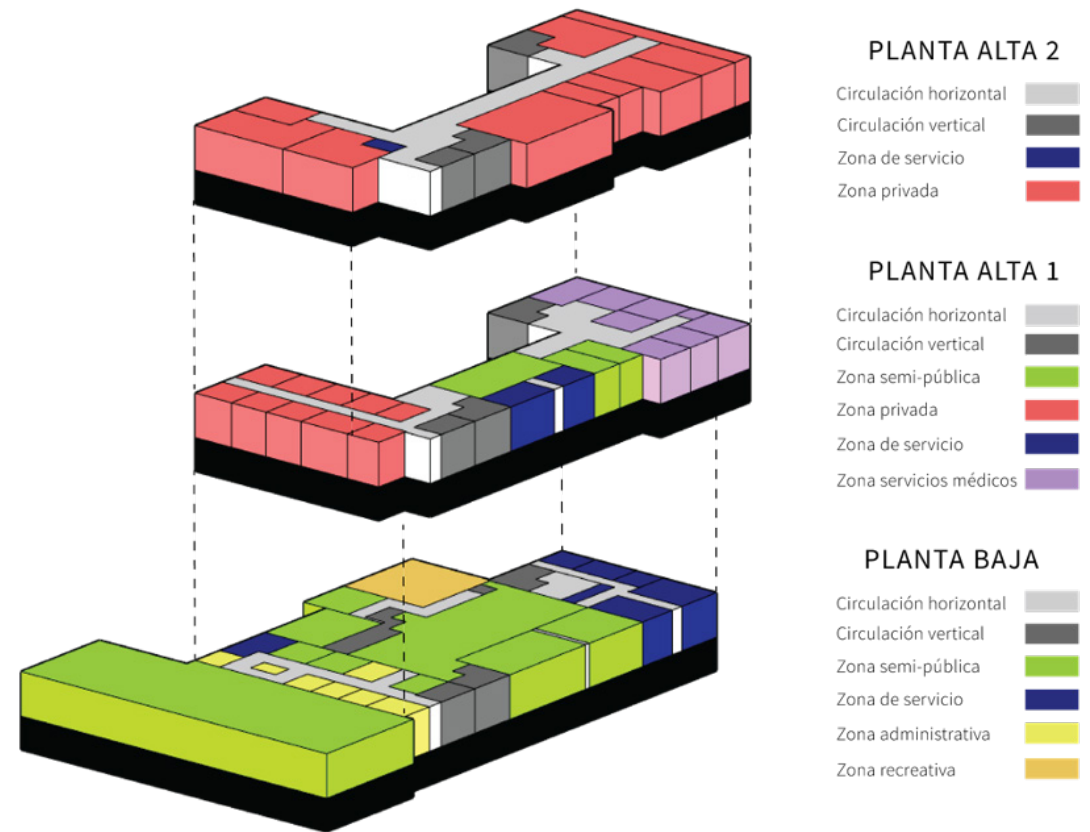 PLANTA ALTA 2
Circulación horizontal
Circulación vertical
Zona de servicio
Zona privada
PLANTA ALTA 1
Circulación horizontal
Circulación vertical
Zona semi-pública
Zona privada
Zona de servicio
Zona servicios médicos
PLANTA BAJA
Circulación horizontal
Circulación vertical
Zona semi-pública
Zona de servicio
Zona administrativa
Zona recreativa